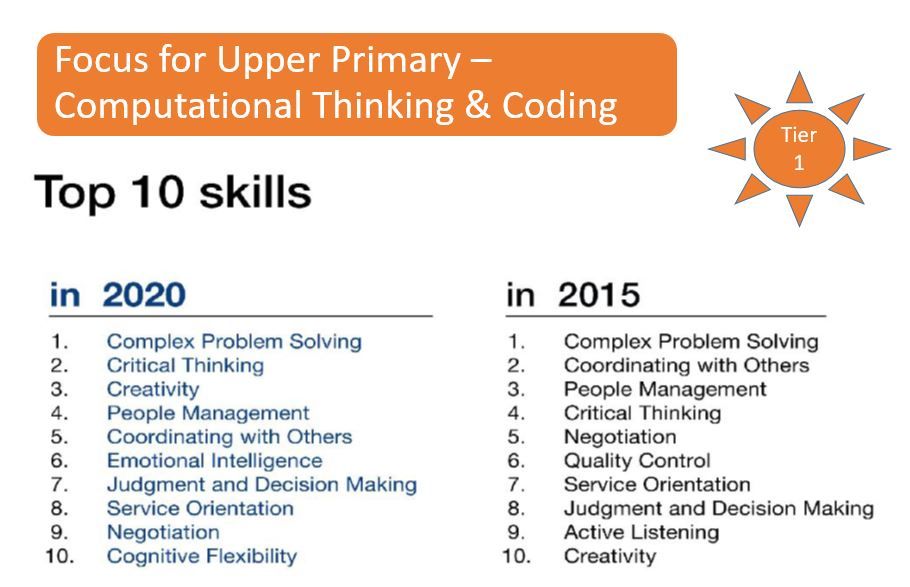 Focus for Upper Primary –
Computational Thinking & Coding
Tier
1
Top 10 skills
in 2020
1. Complex Problem Solving
2. Critical Thinking
3. Creativity
4. People Management
5. Coordinating with Others
6. Emotional Intelligence
7. Judgment and Decision Making
8. Service Orientation
9. Negotiation
10. Cognitive Flexibility
in 2015
1. Complex Problem Solving
2. Coordinating with Others
3. People Management
4. Critical Thinking
5. Negotiation
6. Quality Control
7. Service Orientation
8. Judgment and Decision Making
9. Active Listening
10. Creativity